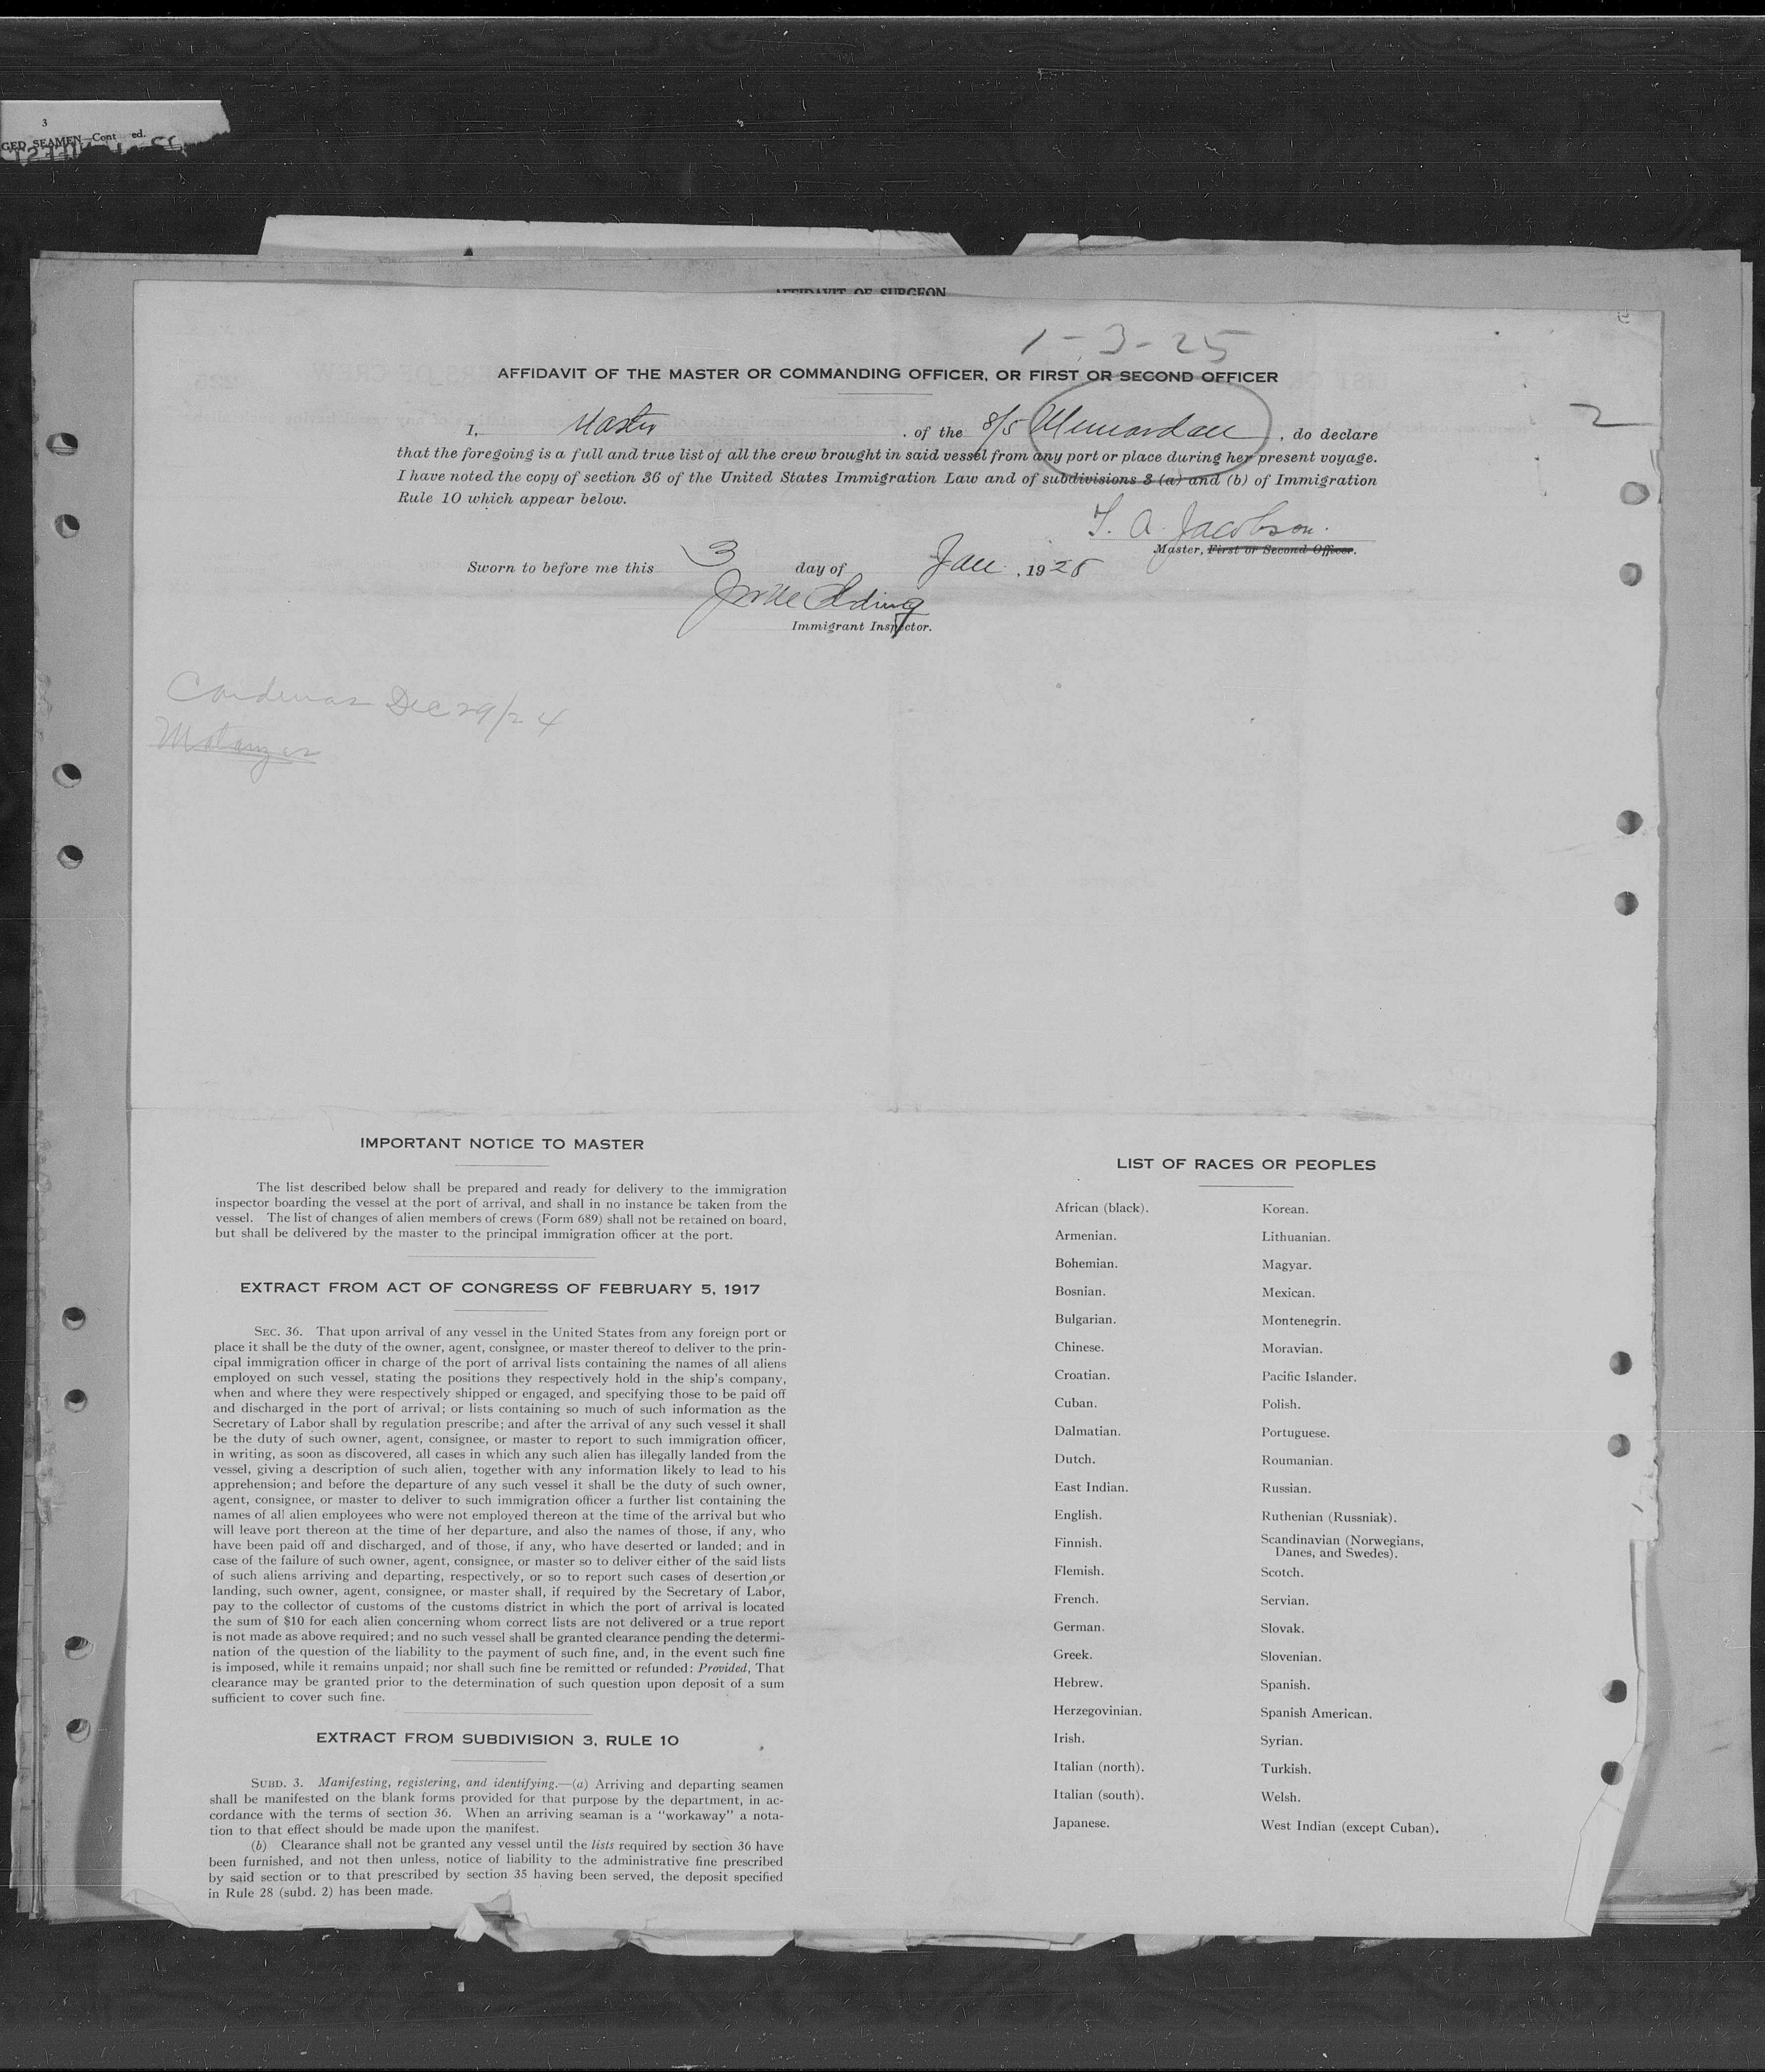 3
GED SEAMEN—Cont ed.
AFFIDAVIT OF SURGEON
1-3-25
AFFIDAVIT OF THE MASTER OR COMMANDING OFFICER, OR FIRST OR SECOND OFFICER
2
I, Master, of the S/S Munardan, do declare
that the foregoing is a full and true list of all the crew brought in said vessel from any port or place during her present voyage.
I have noted the copy of section 36 of the United States Immigration Law and of subdivisions 3 (a) and (b) of Immigration
Rule 10 which appear below.
T. A. Jacobson.
Master, First or Second Officer.
Sworn to before me this 3 day of Jan, 1925
Immigrant Inspector.
Cardenas Dec 29/24
Matanzas
IMPORTANT NOTICE TO MASTER
The list described below shall be prepared and ready for delivery to the immigration
inspector boarding the vessel at the port of arrival, and shall in no instance be taken from the
vessel. The list of changes of alien members of crews (Form 689) shall not be retained on board,
but shall be delivered by the master to the principal immigration officer at the port.
EXTRACT FROM ACT OF CONGRESS OF FEBRUARY 5, 1917
SEC. 36. That upon arrival of any vessel in the United States from any foreign port or
place it shall be the duty of the owner, agent, consignee, or master thereof to deliver to the prin-
cipal immigration officer in charge of the port of arrival lists containing the names of all aliens
employed on such vessel, stating the positions they respectively hold in the ship's company,
when and where they were respectively shipped or engaged, and specifying those to be paid off
and discharged in the port of arrival; or lists containing so much of such information as the
Secretary of Labor shall by regulation prescribe; and after the arrival of any such vessel it shall
be the duty of such owner, agent, consignee, or master to report to such immigration officer,
in writing, as soon as discovered, all cases in which any such alien has illegally landed from the
vessel, giving a description of such alien, together with any information likely to lead to his
apprehension; and before the departure of any such vessel it shall be the duty of such owner,
agent, consignee, or master to deliver to such immigration officer a further list containing the
names of all alien employees who were not employed thereon at the time of the arrival but who
will leave port thereon at the time of her departure, and also the names of those, if any, who
have been paid off and discharged, and of those, if any, who have deserted or landed; and in
case of the failure of such owner, agent, consignee, or master so to deliver either of the said lists
of such aliens arriving and departing, respectively, or so to report such cases of desertion or
landing, such owner, agent, consignee, or master shall, if required by the Secretary of Labor,
pay to the collector of customs of the customs district in which the port of arrival is located
the sum of $10 for each alien concerning whom correct lists are not delivered or a true report
is not made as above required; and no such vessel shall be granted clearance pending the determi-
nation of the question of the liability to the payment of such fine, and, in the event such fine
is imposed, while it remains unpaid; nor shall such fine be remitted or refunded: Provided, That
clearance may be granted prior to the determination of such question upon deposit of a sum
sufficient to cover such fine.
EXTRACT FROM SUBDIVISION 3, RULE 10
SUBD. 3. Manifesting, registering, and identifying.—(a) Arriving and departing seamen
shall be manifested on the blank forms provided for that purpose by the department, in ac-
cordance with the terms of section 36. When an arriving seaman is a "workaway" a nota-
tion to that effect should be made upon the manifest.
(b) Clearance shall not be granted any vessel until the lists required by section 36 have
been furnished, and not then unless, notice of liability to the administrative fine prescribed
by said section or to that prescribed by section 35 having been served, the deposit specified
in Rule 28 (subd. 2) has been made.
LIST OF RACES OR PEOPLES
African (black).
Armenian.
Bohemian.
Bosnian.
Bulgarian.
Chinese.
Croatian.
Cuban.
Dalmatian.
Dutch.
East Indian.
English.
Finnish.
Flemish.
French.
German.
Greek.
Hebrew.
Herzegovinian.
Irish.
Italian (north).
Italian (south).
Japanese.
Korean.
Lithuanian.
Magyar.
Mexican.
Montenegrin.
Moravian.
Pacific Islander.
Polish.
Portuguese.
Roumanian.
Russian.
Ruthenian (Russniak).
Scandinavian (Norwegians,
Danes, and Swedes).
Scotch.
Servian.
Slovak.
Slovenian.
Spanish.
Spanish American.
Syrian.
Turkish.
Welsh.
West Indian (except Cuban).